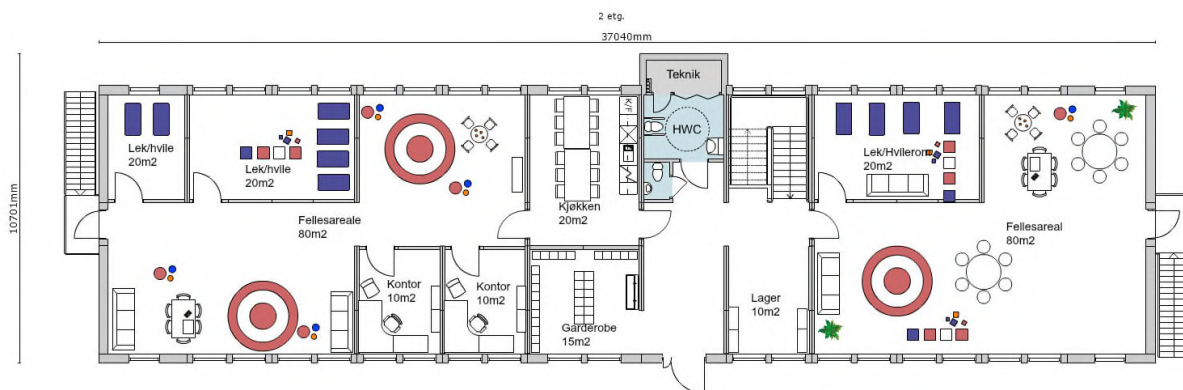 2 etg.
37040mm
10701mm
Teknik
K/F
HWC
Lek/hvile
20m2
Lek/hvile
20m2
Lek/Hvilerom
20m2
Kjøkken
20m2
Fellesareale
80m2
Fellesareal
80m2
Kontor
10m2
Kontor
10m2
Garderobe
15m2
Lager
10m2